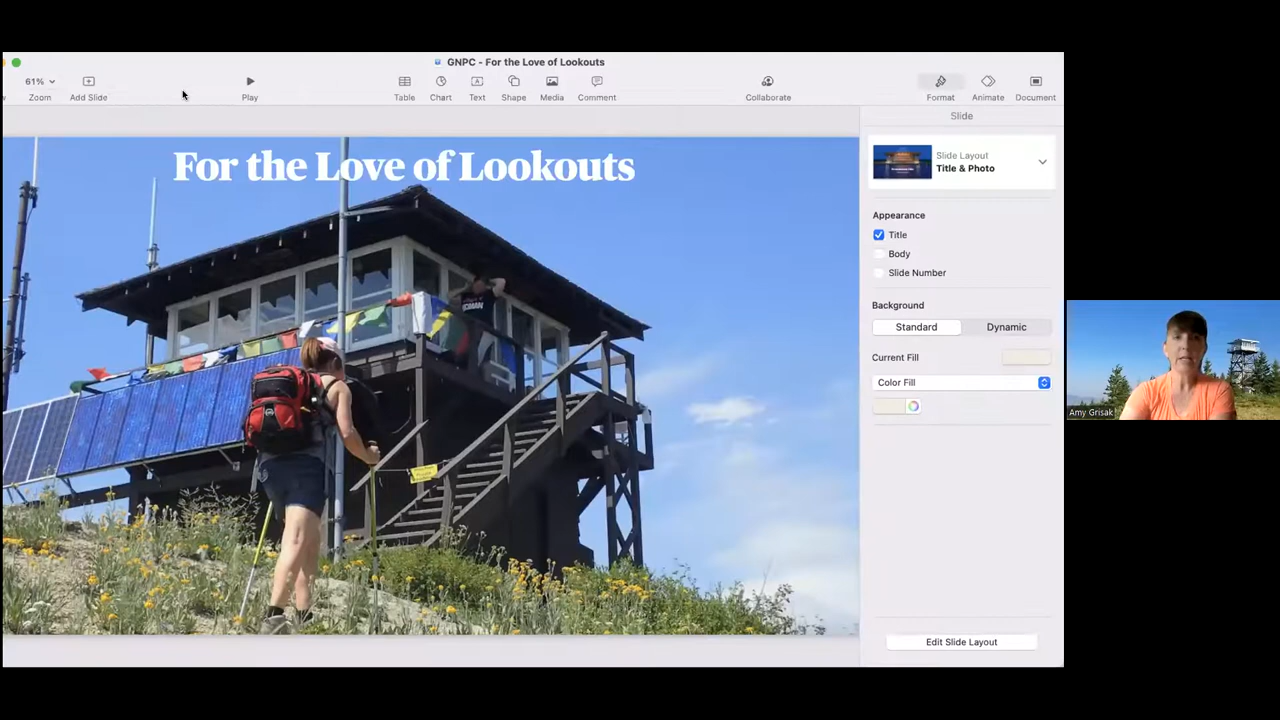 GNPC - For the Love of Lookouts
61%
Zoom
Add Slide
Play
Table
Chart
Text
Shape
Media
Comment
Collaborate
Format
Animate
Document
For the Love of Lookouts
Slide
Slide Layout
Title & Photo
Appearance
Title
Body
Slide Number
Background
Standard
Dynamic
Current Fill
Color Fill
Edit Slide Layout
Amy Grisak